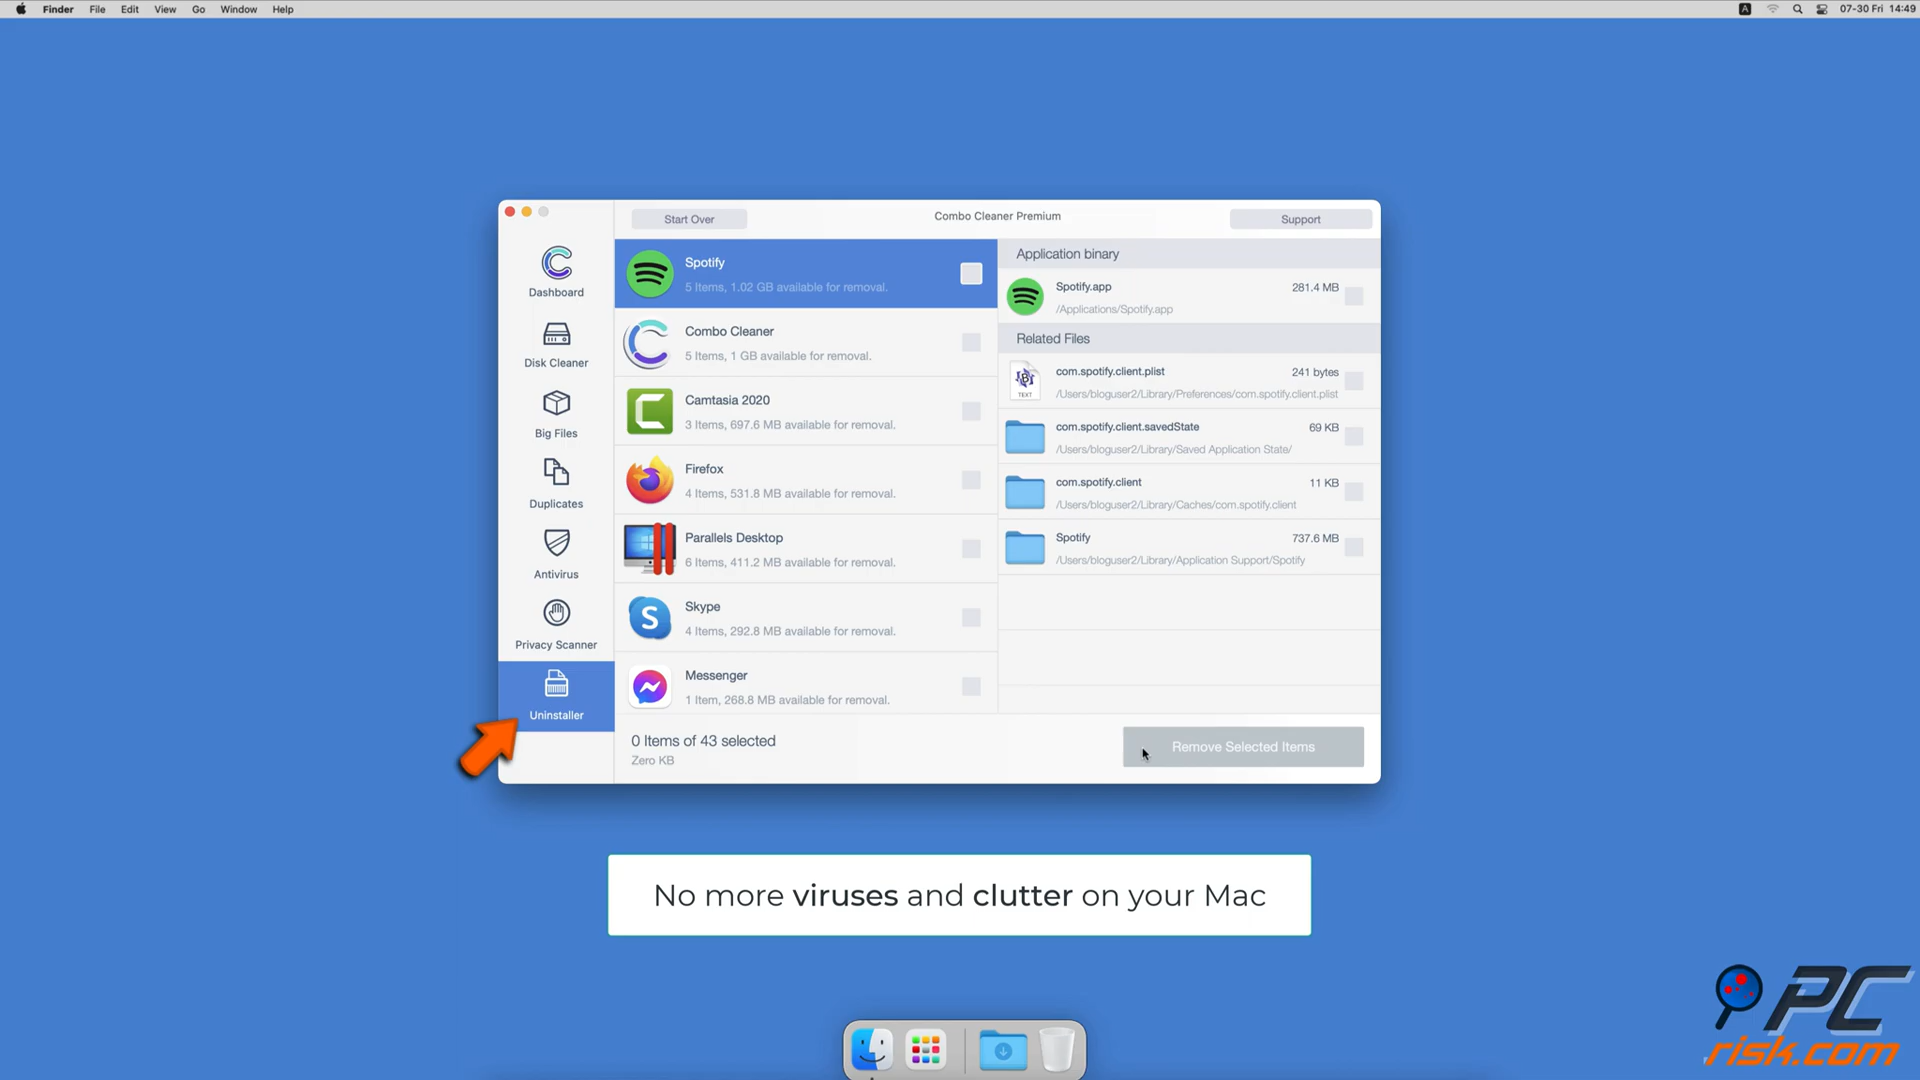 Finder File Edit View Go Window Help
A 07-30 Fri 14:49
Start Over
Combo Cleaner Premium
Support
Dashboard
Disk Cleaner
Big Files
Duplicates
Antivirus
Privacy Scanner
Uninstaller
Spotify
5 Items, 1.02 GB available for removal.
Combo Cleaner
5 Items, 1 GB available for removal.
Camtasia 2020
3 Items, 697.6 MB available for removal.
Firefox
4 Items, 531.8 MB available for removal.
Parallels Desktop
6 Items, 411.2 MB available for removal.
Skype
4 Items, 292.8 MB available for removal.
Messenger
1 Item, 268.8 MB available for removal.
Application binary
Spotify.app 281.4 MB
/Applications/Spotify.app
Related Files
com.spotify.client.plist 241 bytes
/Users/bloguser2/Library/Preferences/com.spotify.client.plist
TEXT
com.spotify.client.savedState 69 KB
/Users/bloguser2/Library/Saved Application State/
com.spotify.client 11 KB
/Users/bloguser2/Library/Caches/com.spotify.client
Spotify 737.6 MB
/Users/bloguser2/Library/Application Support/Spotify
0 Items of 43 selected
Zero KB
Remove Selected Items
No more viruses and clutter on your Mac
PC
risk.com